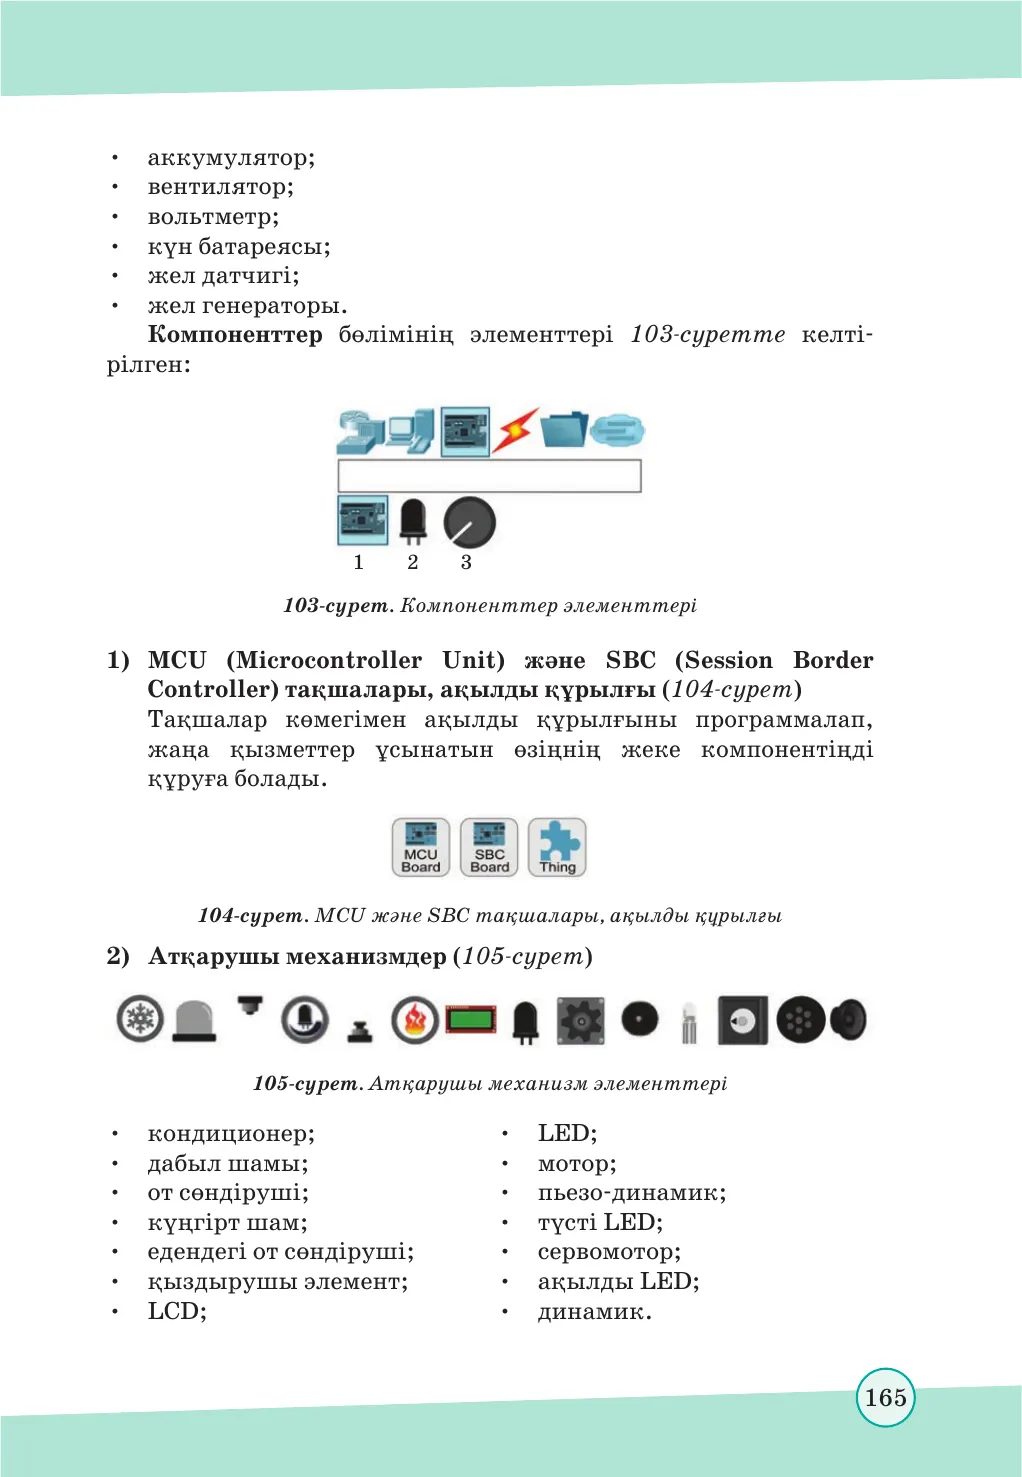 • аккумулятор;
• вентилятор;
• вольтметр;
• күн батареясы;
• жел датчигі;
• жел генераторы.
Компоненттер бөлімінің элементтері 103-суретте келті-
рілген:
1 2 3
103-сурет. Компоненттер элементтері
1) MCU (Microcontroller Unit) және SBC (Session Border
Controller) тақшалары, ақылды құрылғы (104-сурет)
Тақшалар көмегімен ақылды құрылғыны программалап,
жаңа қызметтер ұсынатын өзіңнің жеке компонентіңді
құруға болады.
MCU Board
SBC Board
Thing
104-сурет. MCU және SBC тақшалары, ақылды құрылғы
2) Атқарушы механизмдер (105-сурет)
105-сурет. Атқарушы механизм элементтері
• кондиционер;
• дабыл шамы;
• от сөндіруші;
• күңгірт шам;
• едендегі от сөндіруші;
• қыздырушы элемент;
• LCD;
• LED;
• мотор;
• пьезо-динамик;
• түсті LED;
• сервомотор;
• ақылды LED;
• динамик.
165